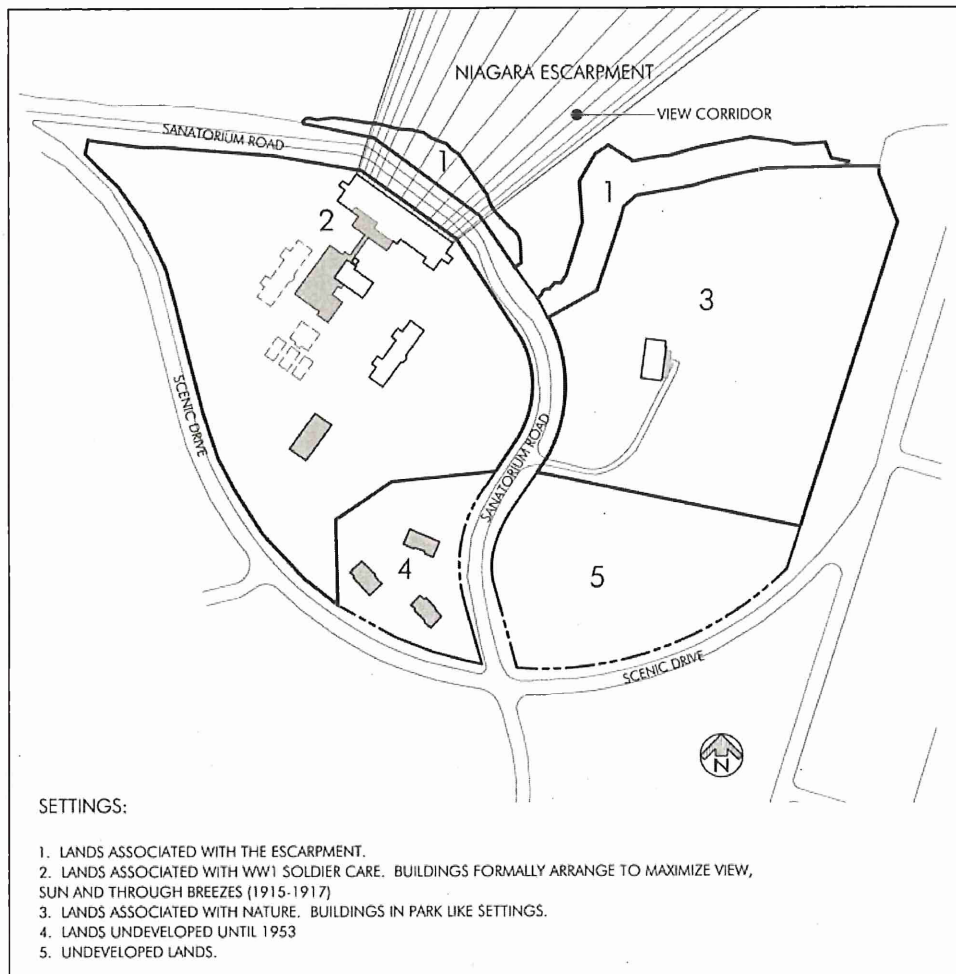 NIAGARA ESCARPMENT
VIEW CORRIDOR
SANATORIUM ROAD
1
1
2
3
SCENIC DRIVE
SANATORIUM ROAD
4
5
SCENIC DRIVE
N
SETTINGS:
1. LANDS ASSOCIATED WITH THE ESCARPMENT.
2. LANDS ASSOCIATED WITH WW1 SOLDIER CARE. BUILDINGS FORMALLY ARRANGE TO MAXIMIZE VIEW,
SUN AND THROUGH BREEZES (1915-1917)
3. LANDS ASSOCIATED WITH NATURE. BUILDINGS IN PARK LIKE SETTINGS.
4. LANDS UNDEVELOPED UNTIL 1953
5. UNDEVELOPED LANDS.